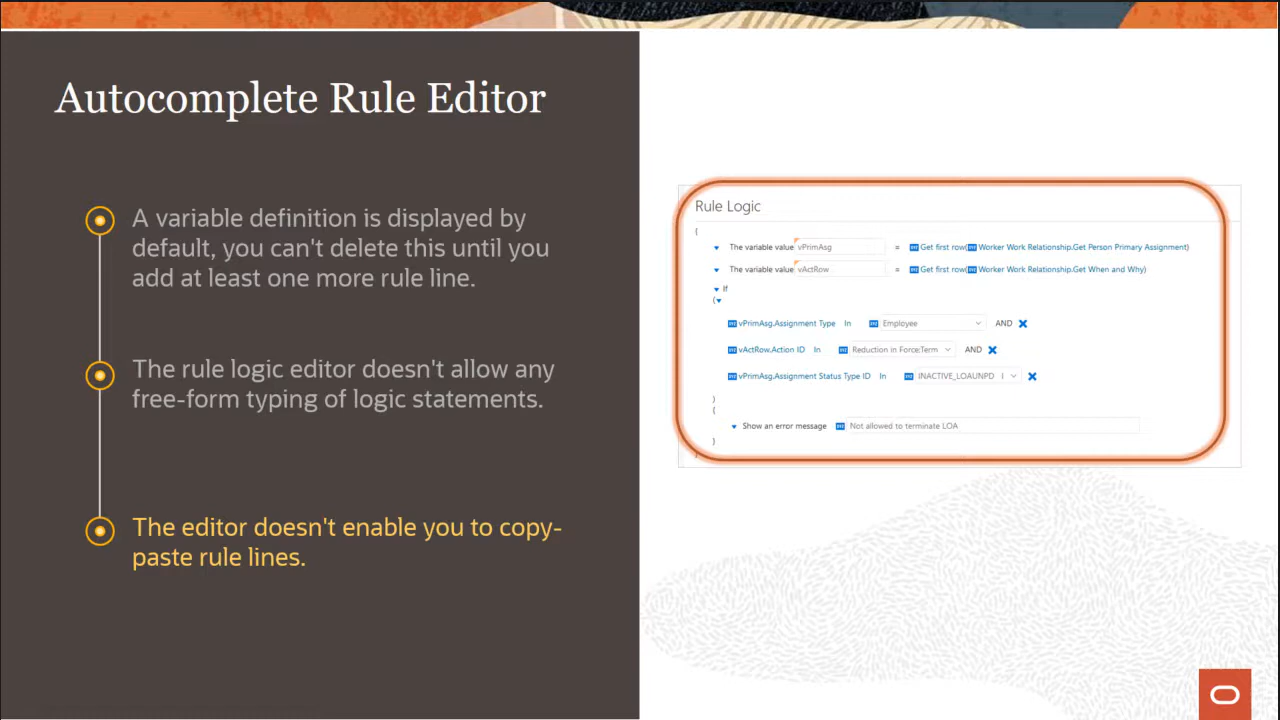 Autocomplete Rule Editor
A variable definition is displayed by
default, you can't delete this until you
add at least one more rule line.
The rule logic editor doesn't allow any
free-form typing of logic statements.
The editor doesn't enable you to copy-
paste rule lines.
Rule Logic
{
The variable value vPrimAsg = Get first row( Worker Work Relationship.Get Person Primary Assignment)
The variable value vActRow = Get first row( Worker Work Relationship.Get When and Why)
If
(
vPrimAsg.Assignment Type In Employee AND
vActRow.Action ID In Reduction in Force:Term AND
vPrimAsg.Assignment Status Type ID In INACTIVE_LOAUNPD
)
{
Show an error message Not allowed to terminate LOA
}